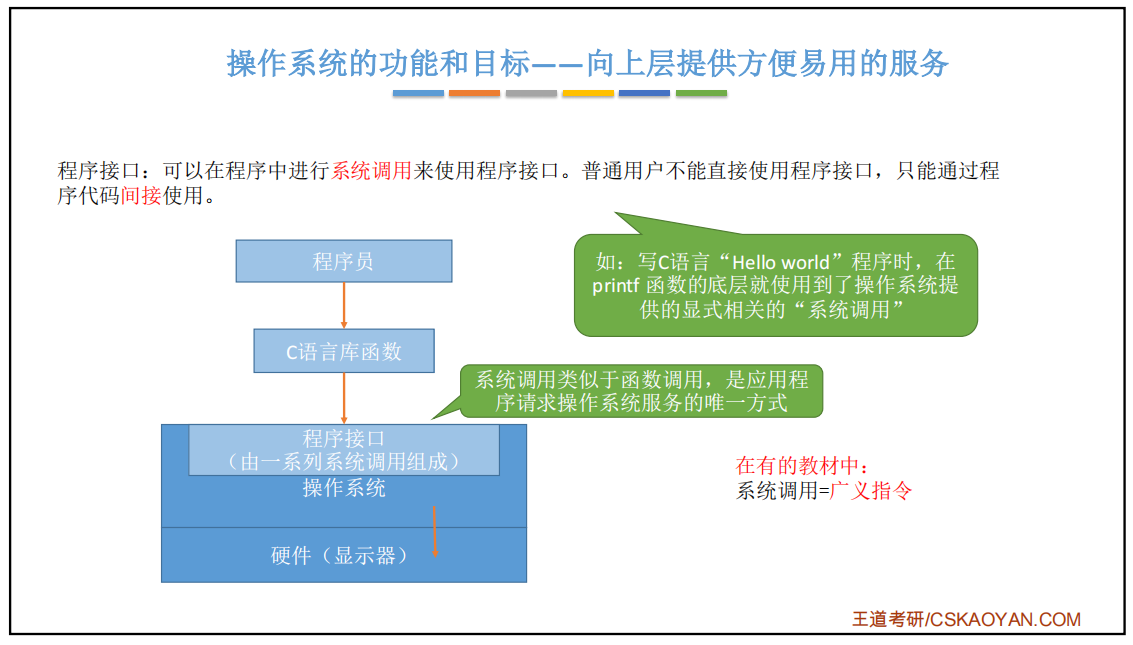 操作系统的功能和目标——向上层提供方便易用的服务
程序接口：可以在程序中进行系统调用来使用程序接口。普通用户不能直接使用程序接口，只能通过程
序代码间接使用。
程序员
如：写C语言“Hello world”程序时，在
printf 函数的底层就使用到了操作系统提
供的显式相关的“系统调用”
C语言库函数
系统调用类似于函数调用，是应用程
序请求操作系统服务的唯一方式
程序接口
（由一系列系统调用组成）
操作系统
在有的教材中：
系统调用=广义指令
硬件（显示器）
王道考研/CSKAOYAN.COM